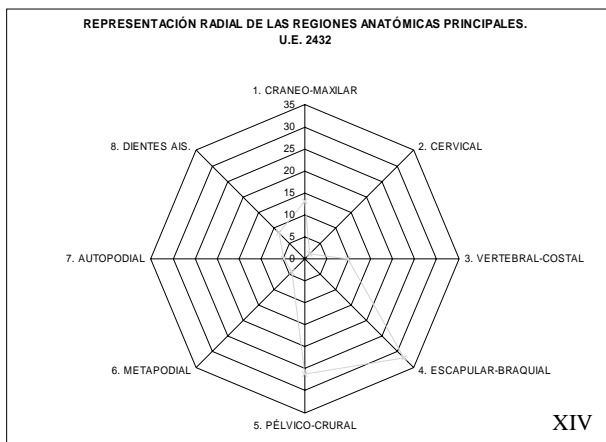 REPRESENTACIÓN RADIAL DE LAS REGIONES ANATÓMICAS PRINCIPALES.
U.E. 2432
1. CRANEO-MAXILAR
35
30
25
20
15
10
5
0
8. DIENTES AIS.
2. CERVICAL
7. AUTOPODIAL
3. VERTEBRAL-COSTAL
6. METAPODIAL
4. ESCAPULAR-BRAQUIAL
5. PÉLVICO-CRURAL
XIV